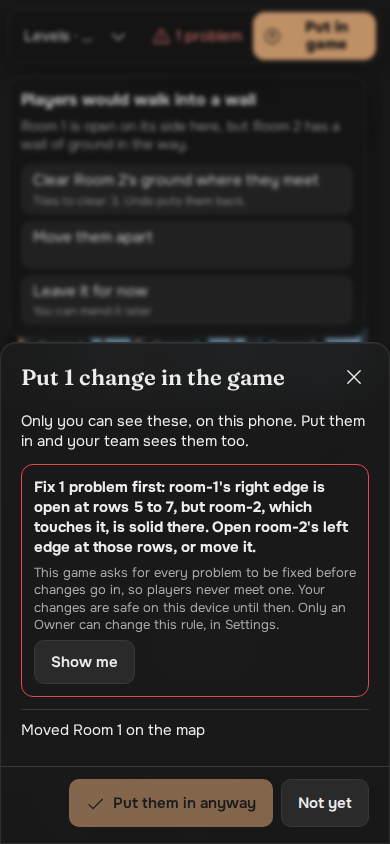 Levels · ...
1 problem
Put in
game
Players would walk into a wall
Room 1 is open on its side here, but Room 2 has a
wall of ground in the way.
Clear Room 2's ground where they meet
Tiles to clear: 3. Undo puts them back.
Move them apart
Leave it for now
You can mend it later
Put 1 change in the game
Only you can see these, on this phone. Put them
in and your team sees them too.
Fix 1 problem first: room-1's right edge is
open at rows 5 to 7, but room-2, which
touches it, is solid there. Open room-2's left
edge at those rows, or move it.
This game asks for every problem to be fixed before
changes go in, so players never meet one. Your
changes are safe on this device until then. Only an
Owner can change this rule, in Settings.
Show me
Moved Room 1 on the map
Put them in anyway
Not yet